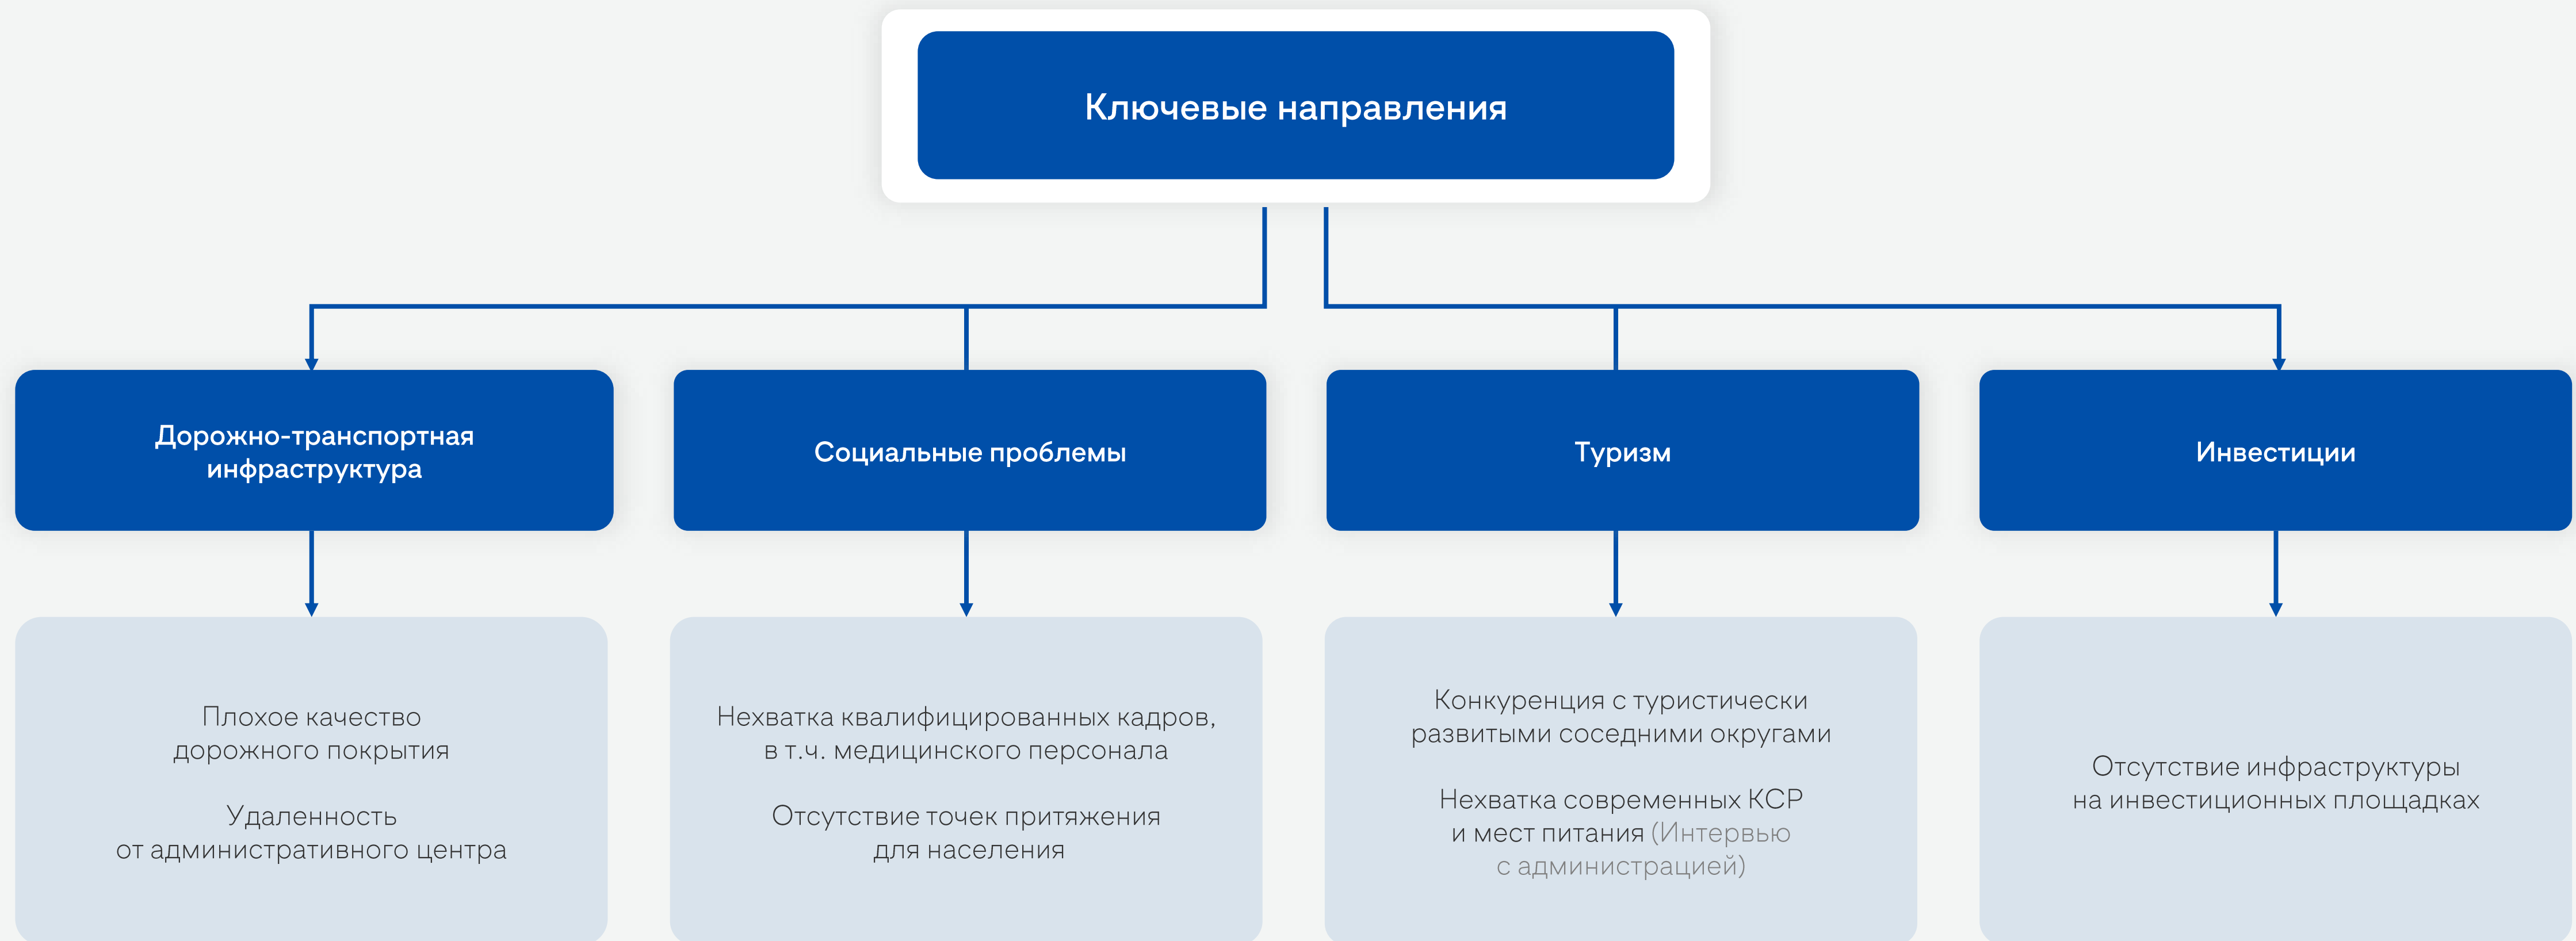 Ключевые направления
Дорожно-транспортная
инфраструктура
Социальные проблемы
Туризм
Инвестиции
Плохое качество
дорожного покрытия
Удаленность
от административного центра
Нехватка квалифицированных кадров,
в т.ч. медицинского персонала
Отсутствие точек притяжения
для населения
Конкуренция с туристически
развитыми соседними округами
Нехватка современных КСР
и мест питания (Интервью
с администрацией)
Отсутствие инфраструктуры
на инвестиционных площадках